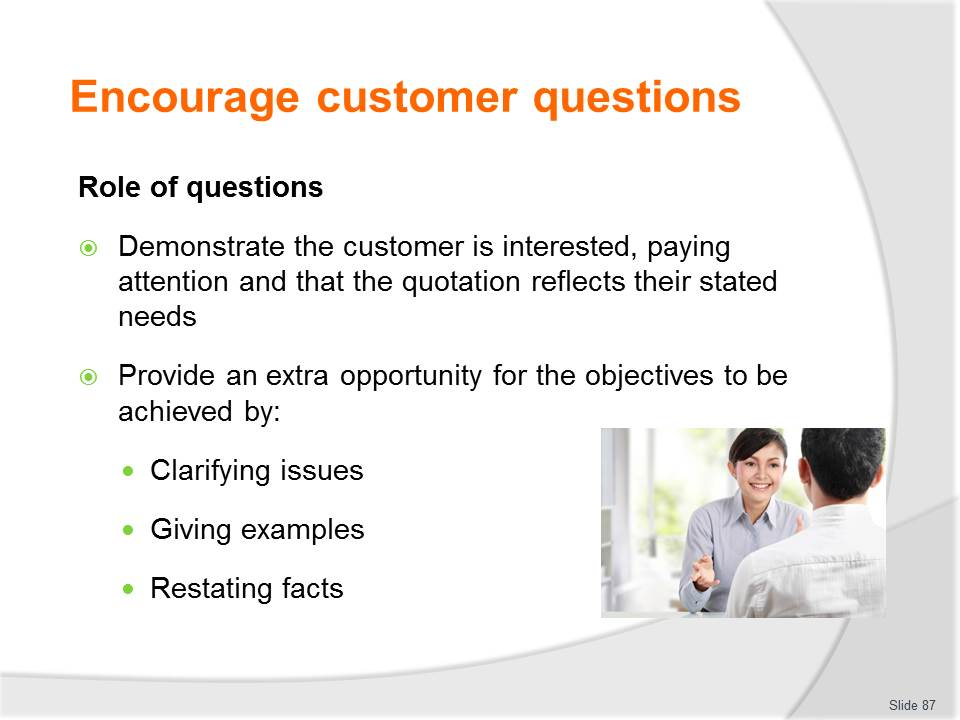 Encourage customer questions
Role of questions
Demonstrate the customer is interested, paying
attention and that the quotation reflects their stated
needs
Provide an extra opportunity for the objectives to be
achieved by:
Clarifying issues
Giving examples
Restating facts
Slide 87